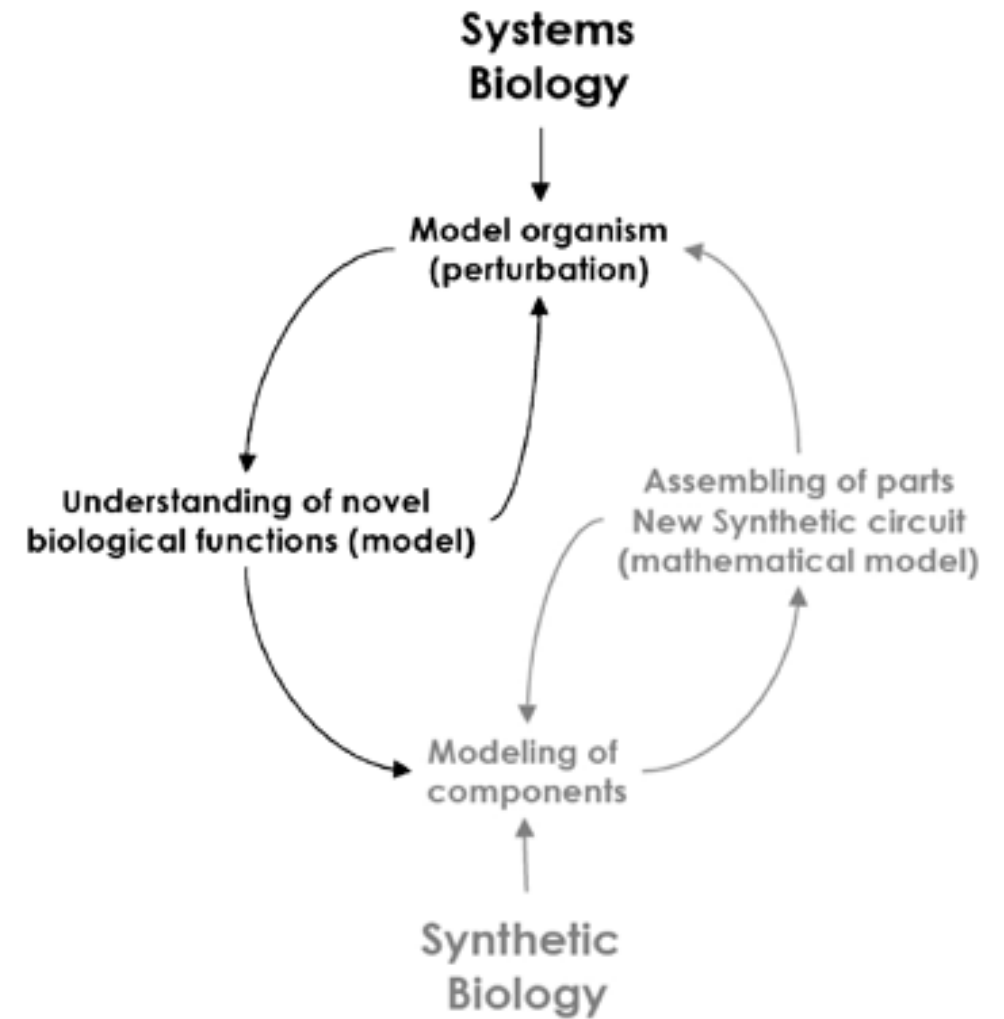 Systems
Biology
Model organism
(perturbation)
Understanding of novel
biological functions (model)
Assembling of parts
New Synthetic circuit
(mathematical model)
Modeling of
components
Synthetic
Biology